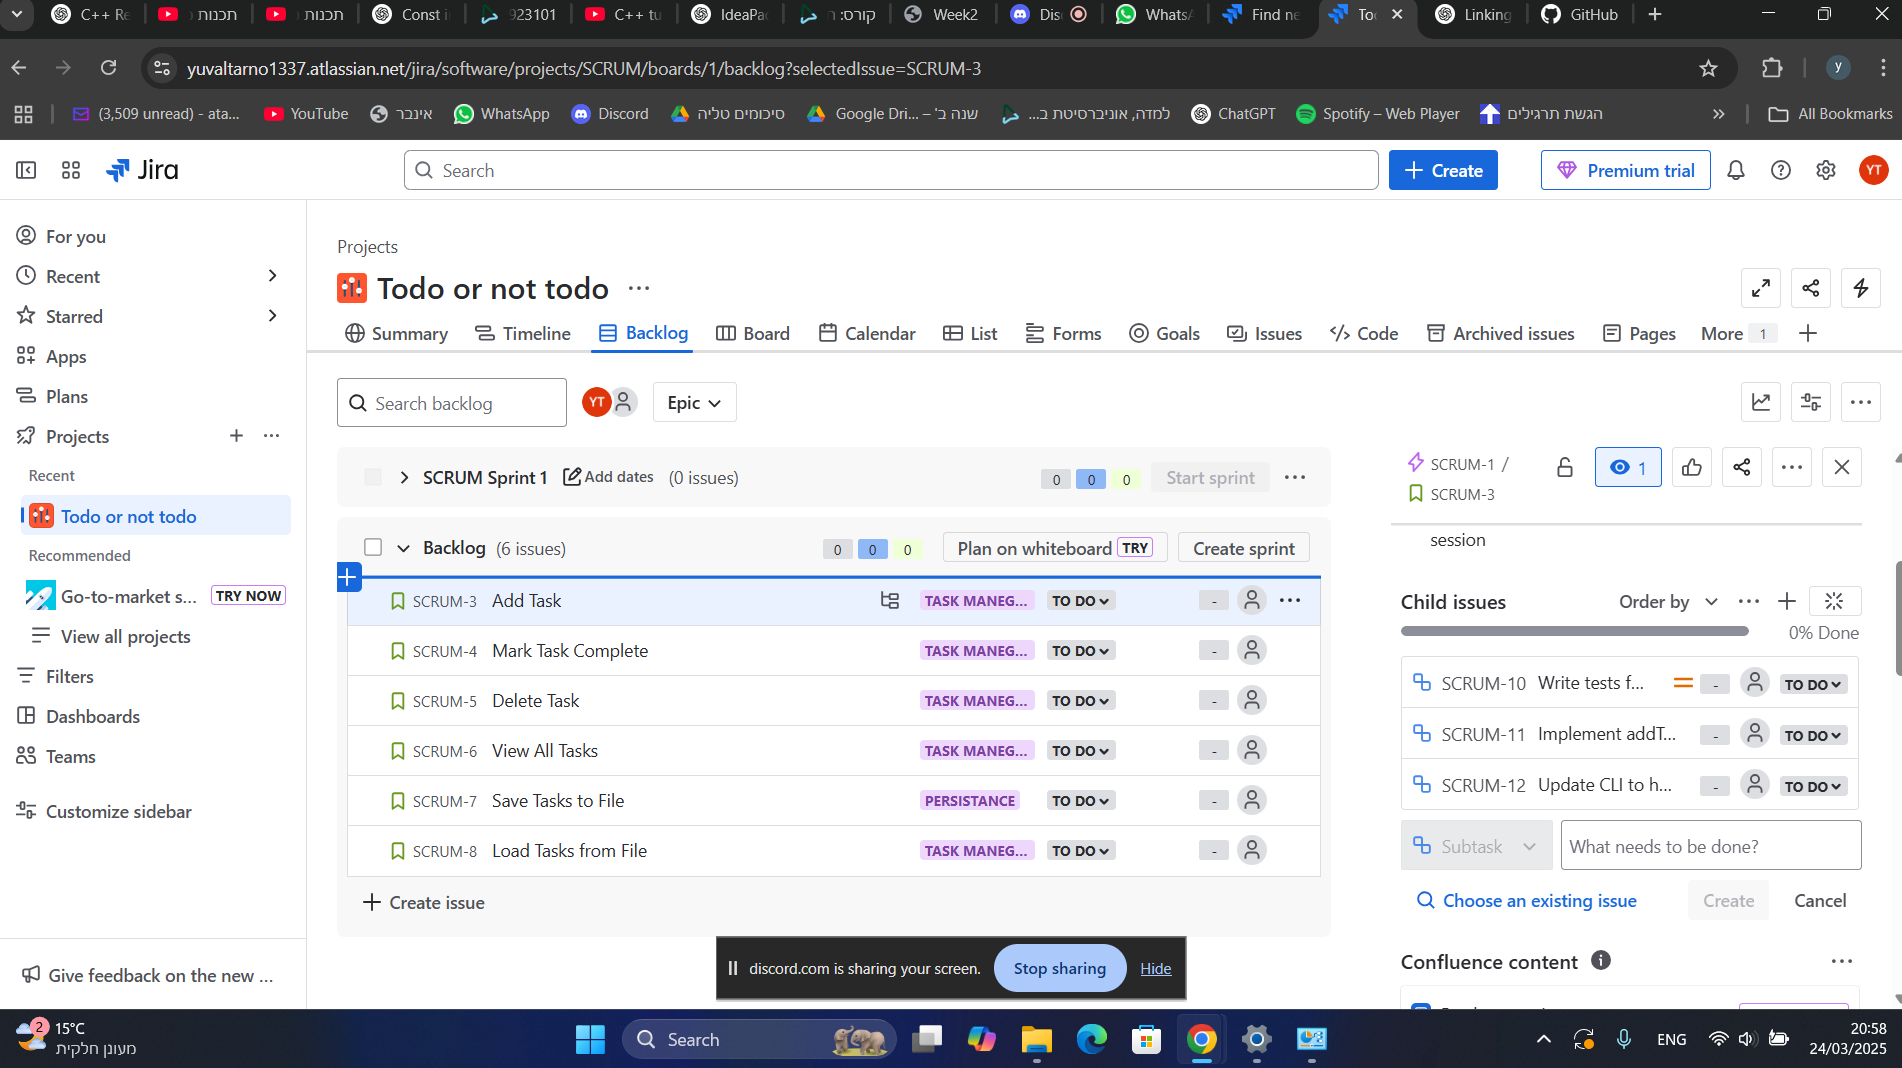 C++ Re
תכנות
תכנות
Const i
923101
C++ tu
IdeaPa
קורס:
Week2
Dis
WhatsA
Find ne
To
Linking
GitHub
yuvaltarno1337.atlassian.net/jira/software/projects/SCRUM/boards/1/backlog?selectedIssue=SCRUM-3
y
(3,509 unread) - ata...
YouTube
אינבר
WhatsApp
Discord
סיכומים טליה
שנה ב' – Google Dri...
למדה, אוניברסיטת ב...
ChatGPT
Spotify – Web Player
הגשת תרגילים
»
All Bookmarks
Jira
Search
Create
Premium trial
YT
For you
Recent
Starred
Apps
Plans
Projects
Recent
Todo or not todo
Recommended
Go-to-market s...
TRY NOW
View all projects
Filters
Dashboards
Teams
Customize sidebar
Give feedback on the new ...
Projects
Todo or not todo
Summary
Timeline
Backlog
Board
Calendar
List
Forms
Goals
Issues
Code
Archived issues
Pages
More 1
Search backlog
YT
Epic
SCRUM Sprint 1
Add dates
(0 issues)
0 0 0
Start sprint
Backlog (6 issues)
0 0 0
Plan on whiteboard TRY
Create sprint
SCRUM-3 Add Task TASK MANEG... TO DO -
SCRUM-4 Mark Task Complete TASK MANEG... TO DO -
SCRUM-5 Delete Task TASK MANEG... TO DO -
SCRUM-6 View All Tasks TASK MANEG... TO DO -
SCRUM-7 Save Tasks to File PERSISTANCE TO DO -
SCRUM-8 Load Tasks from File TASK MANEG... TO DO -
Create issue
SCRUM-1 /
SCRUM-3
1
session
Child issues
Order by
0% Done
SCRUM-10 Write tests f... - TO DO
SCRUM-11 Implement addT... - TO DO
SCRUM-12 Update CLI to h... - TO DO
Subtask
What needs to be done?
Choose an existing issue
Create
Cancel
Confluence content
discord.com is sharing your screen.
Stop sharing
Hide
2
15°C
מעונן חלקית
Search
ENG
20:58
24/03/2025